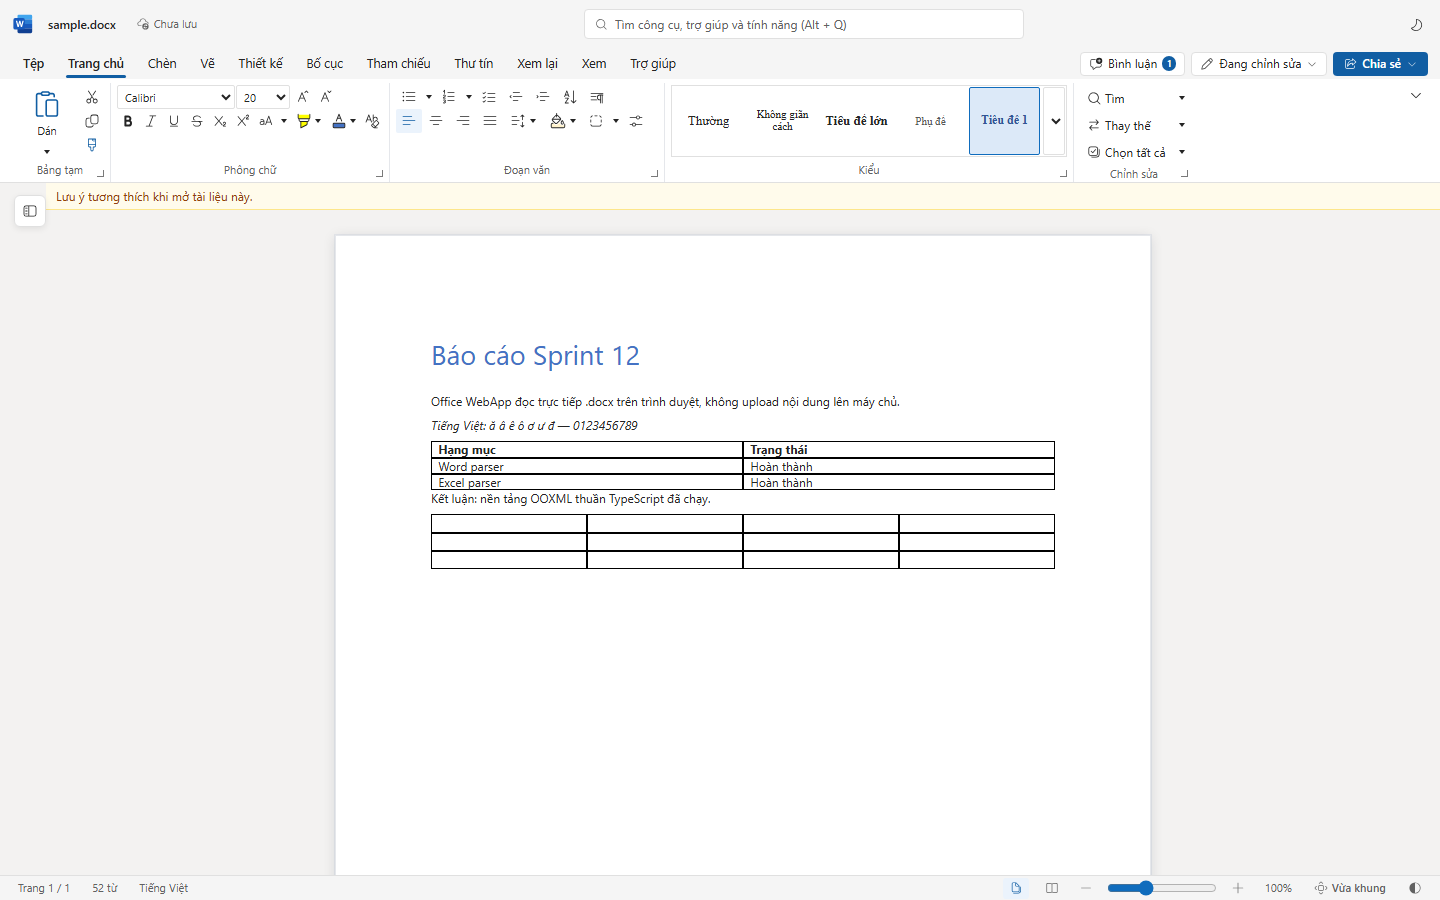 W sample.docx Chưa lưu Tìm công cụ, trợ giúp và tính năng (Alt + Q)
Tệp Trang chủ Chèn Vẽ Thiết kế Bố cục Tham chiếu Thư tín Xem lại Xem Trợ giúp Bình luận 1 Đang chỉnh sửa Chia sẻ
Dán
Bảng tạm
Calibri 20
B I U S X₂ X² aA A
Phông chữ
Đoạn văn
Thường
Không giãn cách
Tiêu đề lớn
Phụ đề
Tiêu đề 1
Kiểu
Tìm
Thay thế
Chọn tất cả
Chỉnh sửa
Lưu ý tương thích khi mở tài liệu này.
Báo cáo Sprint 12
Office WebApp đọc trực tiếp .docx trên trình duyệt, không upload nội dung lên máy chủ.
Tiếng Việt: ă â ê ô ơ ư đ — 0123456789
Hạng mục Trạng thái
Word parser Hoàn thành
Excel parser Hoàn thành
Kết luận: nền tảng OOXML thuần TypeScript đã chạy.
Trang 1 / 1 52 từ Tiếng Việt 100% Vừa khung